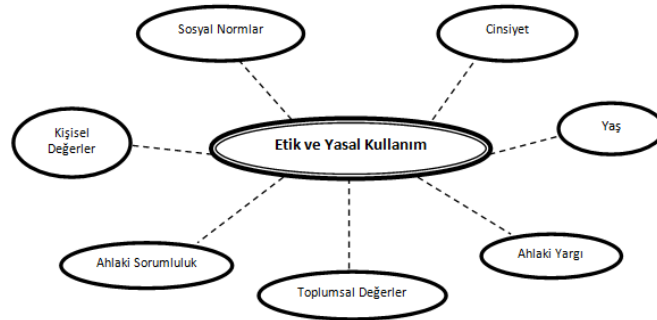 Sosyal Normlar
Cinsiyet
Kişisel
Değerler
Etik ve Yasal Kullanım
Yaş
Ahlaki Sorumluluk
Toplumsal Değerler
Ahlaki Yargı